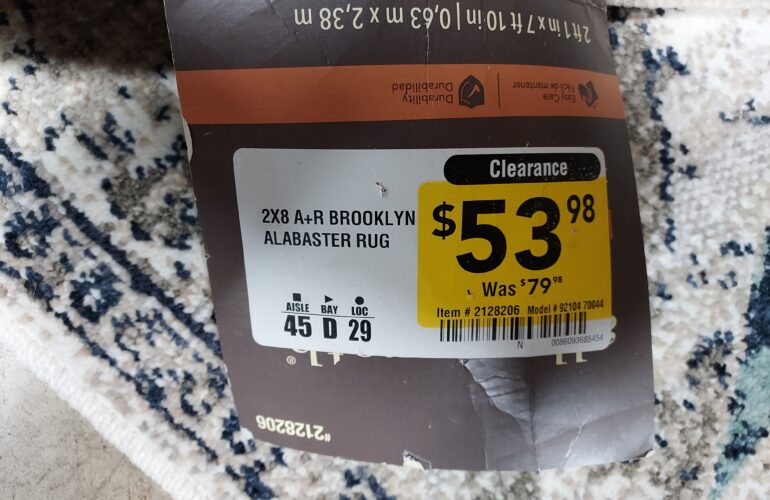 2 ft 1 in x 7 ft 10 in | 0,63 m x 2,38 m
Easy Care
Fácil de mantener
Durability
Durabilidad
Clearance
2X8 A+R BROOKLYN
ALABASTER RUG
$53 98
Was $79 98
Item # 2128206 Model # 92104 70044
AISLE BAY LOC
45 D 29
N 0086093685454
#2128206